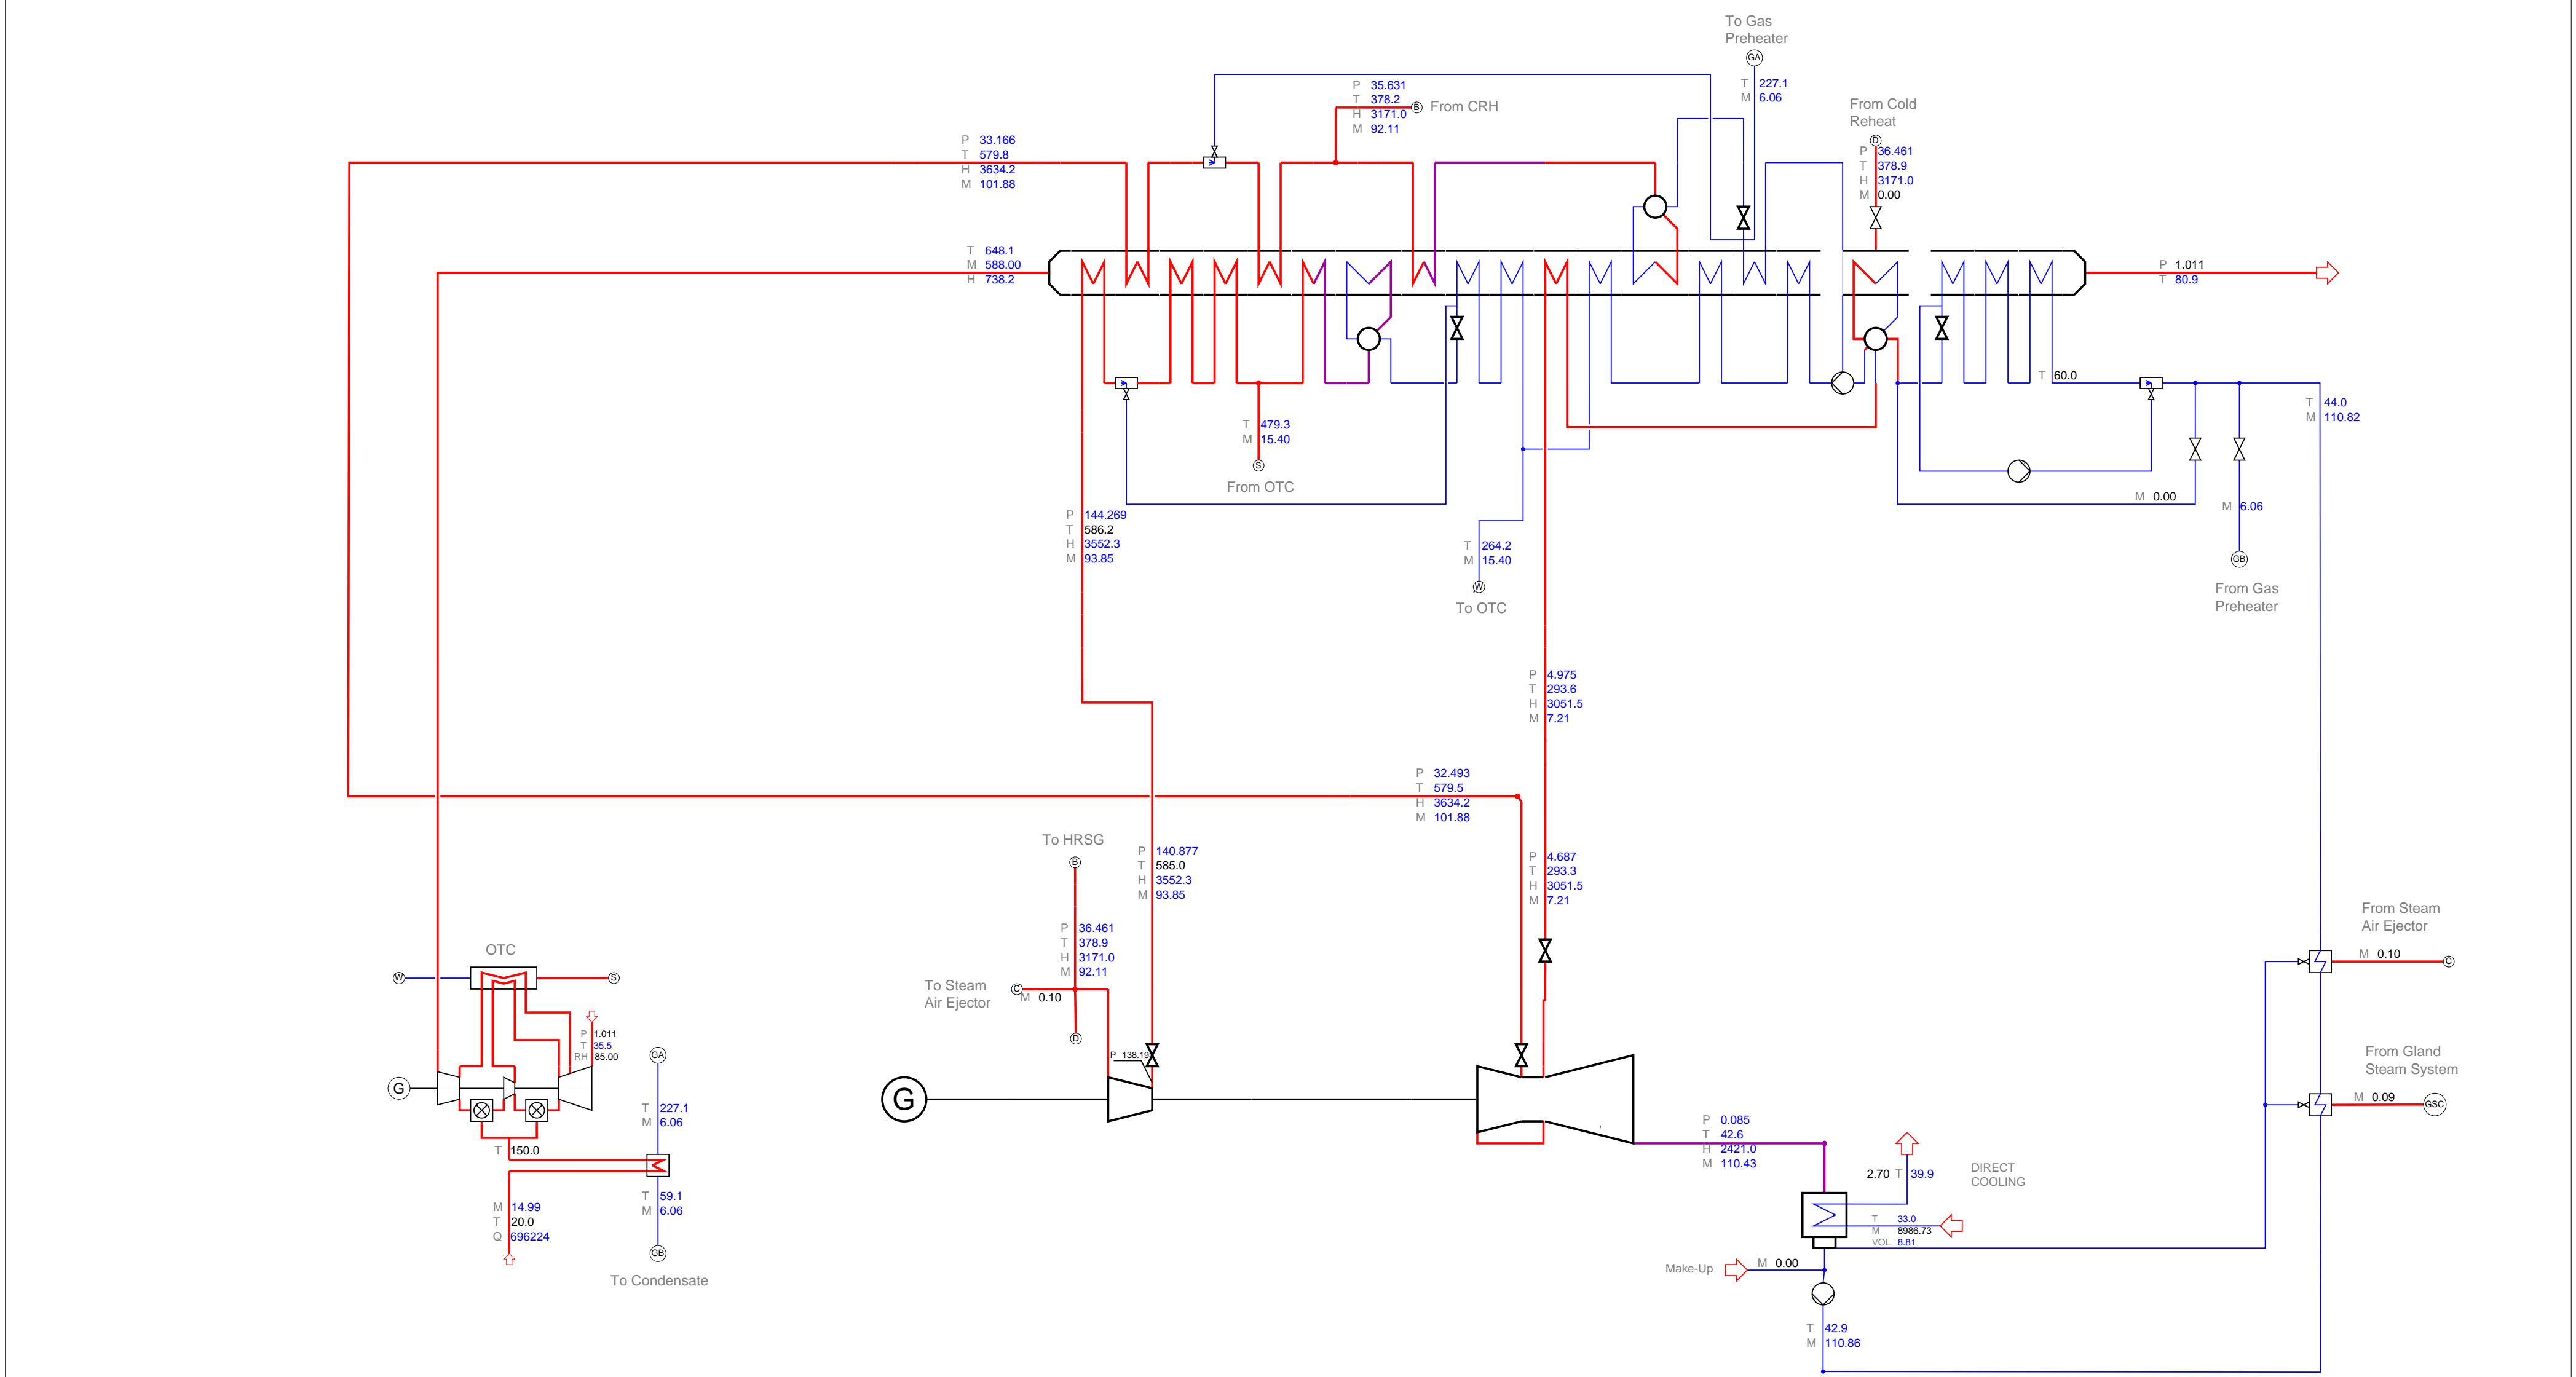 To Gas
Preheater
GA
T 227.1
M 6.06
P 35.631
T 378.2
H 3171.0
M 92.11
B From CRH
From Cold
Reheat
D
P 36.461
T 378.9
H 3171.0
M 0.00
P 33.166
T 579.8
H 3634.2
M 101.88
T 648.1
M 588.00
H 738.2
P 1.011
T 80.9
T 60.0
T 44.0
M 110.82
T 479.3
M 15.40
S
From OTC
M 0.00
M 6.06
GB
From Gas
Preheater
P 144.269
T 586.2
H 3552.3
M 93.85
T 264.2
M 15.40
W
To OTC
P 4.975
T 293.6
H 3051.5
M 7.21
P 32.493
T 579.5
H 3634.2
M 101.88
To HRSG
B
P 140.877
T 585.0
H 3552.3
M 93.85
P 4.687
T 293.3
H 3051.5
M 7.21
P 36.461
T 378.9
H 3171.0
M 92.11
To Steam
Air Ejector
C
M 0.10
D
P 138.19
From Steam
Air Ejector
M 0.10
C
OTC
W
S
P 1.011
T 35.5
RH 85.00
G
GA
T 227.1
M 6.06
T 150.0
T 59.1
M 6.06
M 14.99
T 20.0
Q 696224
GB
To Condensate
G
From Gland
Steam System
M 0.09
GSC
P 0.085
T 42.6
H 2421.0
M 110.43
2.70 T 39.9
DIRECT
COOLING
T 33.0
M 8986.73
VOL 8.81
Make-Up
M 0.00
T 42.9
M 110.86